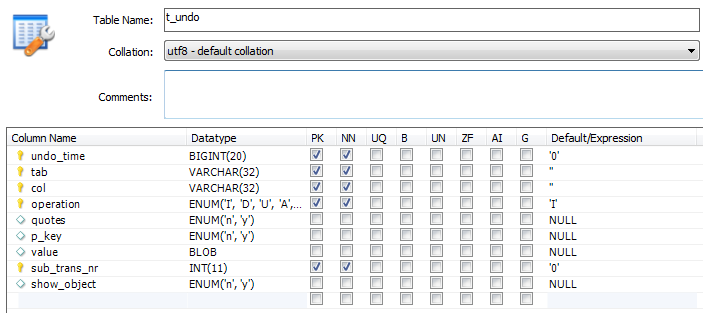 Table Name: t_undo
Collation: utf8 - default collation
Comments:
Column Name Datatype PK NN UQ B UN ZF AI G Default/Expression
undo_time BIGINT(20) '0'
tab VARCHAR(32) ''
col VARCHAR(32) ''
operation ENUM('I', 'D', 'U', 'A',... 'I'
quotes ENUM('n', 'y') NULL
p_key ENUM('n', 'y') NULL
value BLOB NULL
sub_trans_nr INT(11) '0'
show_object ENUM('n', 'y') NULL